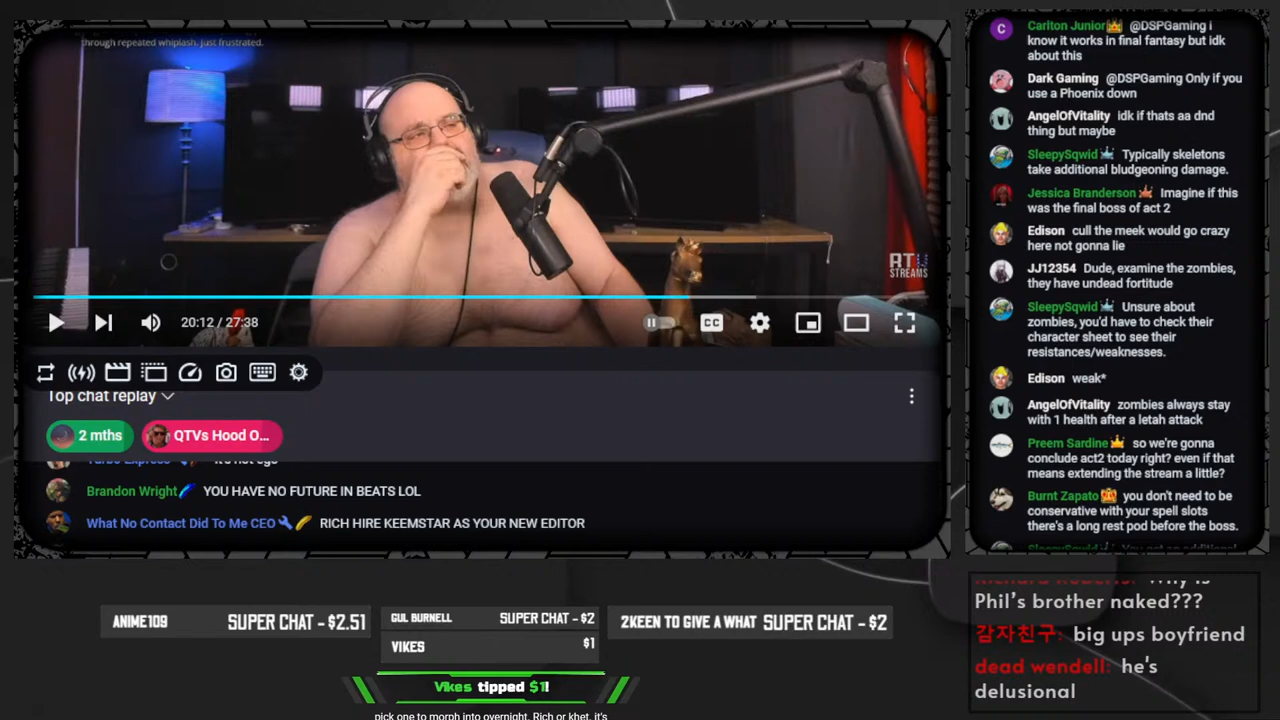 through repeated whiplash. Just frustrated.
RTU
STREAMS
20:12 / 27:38
CC
Top chat replay
2 mths
QTVs Hood O...
Brandon Wright YOU HAVE NO FUTURE IN BEATS LOL
What No Contact Did To Me CEO RICH HIRE KEEMSTAR AS YOUR NEW EDITOR
C
Carlton Junior @DSPGaming i
know it works in final fantasy but idk
about this
Dark Gaming @DSPGaming Only if you
use a Phoenix down
AngelOfVitality idk if thats aa dnd
thing but maybe
SleepySqwid Typically skeletons
take additional bludgeoning damage.
Jessica Branderson Imagine if this
was the final boss of act 2
Edison cull the meek would go crazy
here not gonna lie
JJ12354 Dude, examine the zombies,
they have undead fortitude
SleepySqwid Unsure about
zombies, you'd have to check their
character sheet to see their
resistances/weaknesses.
Edison weak*
AngelOfVitality zombies always stay
with 1 health after a letah attack
Preem Sardine so we're gonna
conclude act2 today right? even if that
means extending the stream a little?
Burnt Zapato you don't need to be
conservative with your spell slots
there's a long rest pod before the boss.
ANIME109 SUPER CHAT - $2.51
GUL BURNELL SUPER CHAT - $2
VIKES $1
2KEEN TO GIVE A WHAT SUPER CHAT - $2
Vikes tipped $1!
pick one to morph into overnight. Rich or khet. it's
Why is
Phil's brother naked???
감자친구: big ups boyfriend
dead wendell: he's
delusional